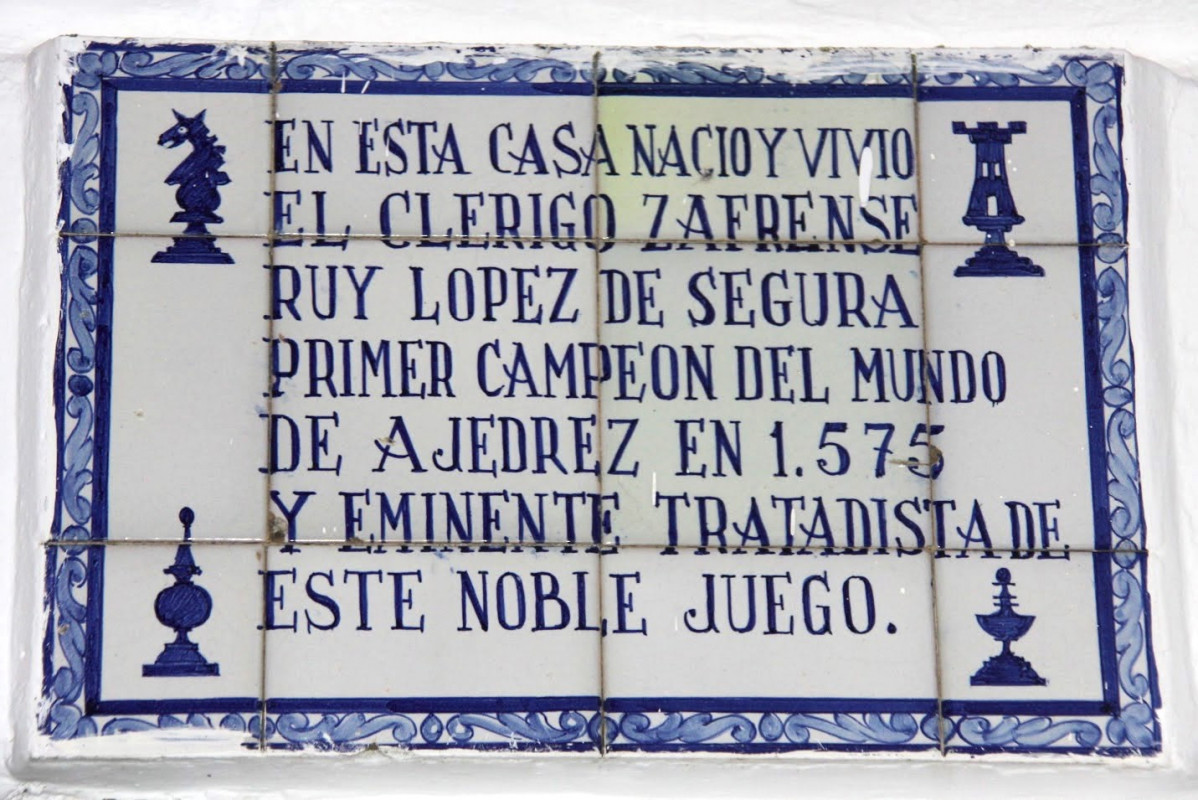 EN ESTA CASA NACIO Y VIVIO
EL CLERIGO ZAFRENSE
RUY LOPEZ DE SEGURA
PRIMER CAMPEON DEL MUNDO
DE AJEDREZ EN 1.575
Y EMINENTE TRATADISTA DE
ESTE NOBLE JUEGO.